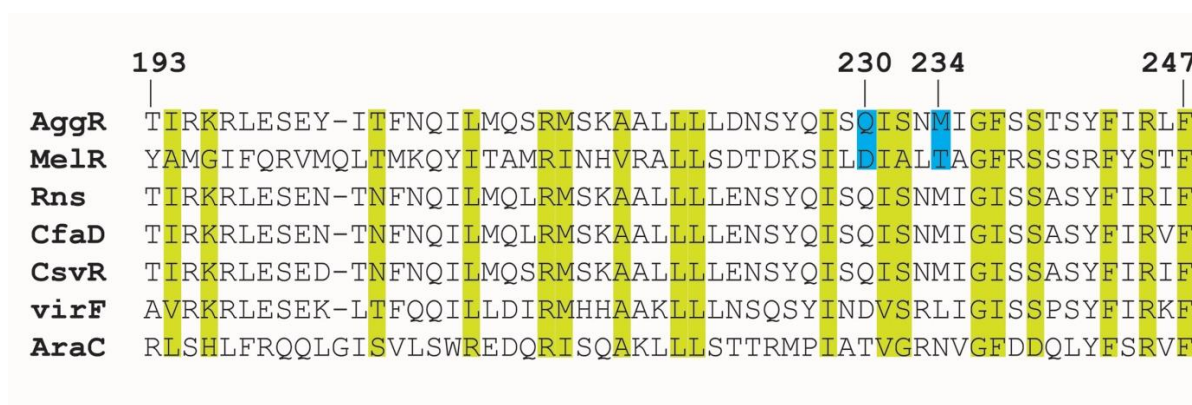 193 230 234 247
AggR TIRKRLESEY-ITFNQILMQSRMSKAALLLLDNSYQISQISNMIGFSSTSYFIRLF
MelR YAMGIFQRVMQLTMKQYITAMRINHVRALLSDTDKSILDIALTAGFRSSSRFYSTF
Rns TIRKRLESEN-TNFNQILMQLRMSKAALLLLENSYQISQISNMIGISSASYFIRIF
CfaD TIRKRLESEN-TNFNQILMQLRMSKAALLLLENSYQISQISNMIGISSASYFIRVF
CsvR TIRKRLESED-TNFNQILMQSRMSKAALLLLENSYQISQISNMIGISSASYFIRIF
virF AVRKRLESEK-LTFQQILLDIRMHHAAKLLLNSQSYINDVSRLIGISSPSYFIRKF
AraC RLSHLFRQQLGISVLSWREDQRISQAKLLLSTTRMPIATVGRNVGFDDQLYFSRVF